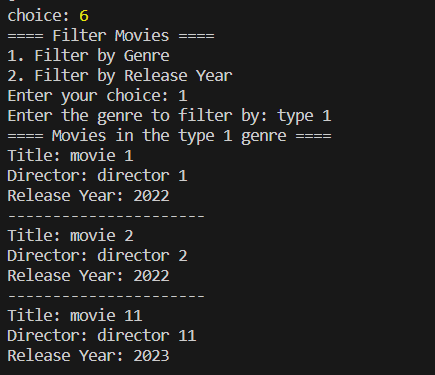 choice: 6
==== Filter Movies ====
1. Filter by Genre
2. Filter by Release Year
Enter your choice: 1
Enter the genre to filter by: type 1
==== Movies in the type 1 genre ====
Title: movie 1
Director: director 1
Release Year: 2022
----------------------
Title: movie 2
Director: director 2
Release Year: 2022
----------------------
Title: movie 11
Director: director 11
Release Year: 2023